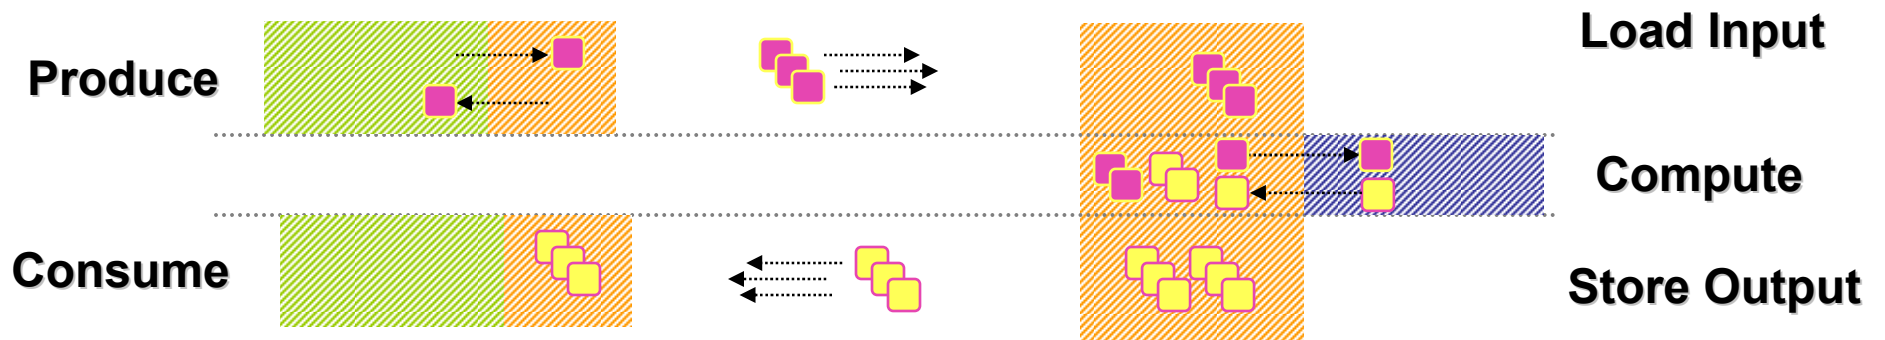 Load Input
Produce
Compute
Consume
Store Output